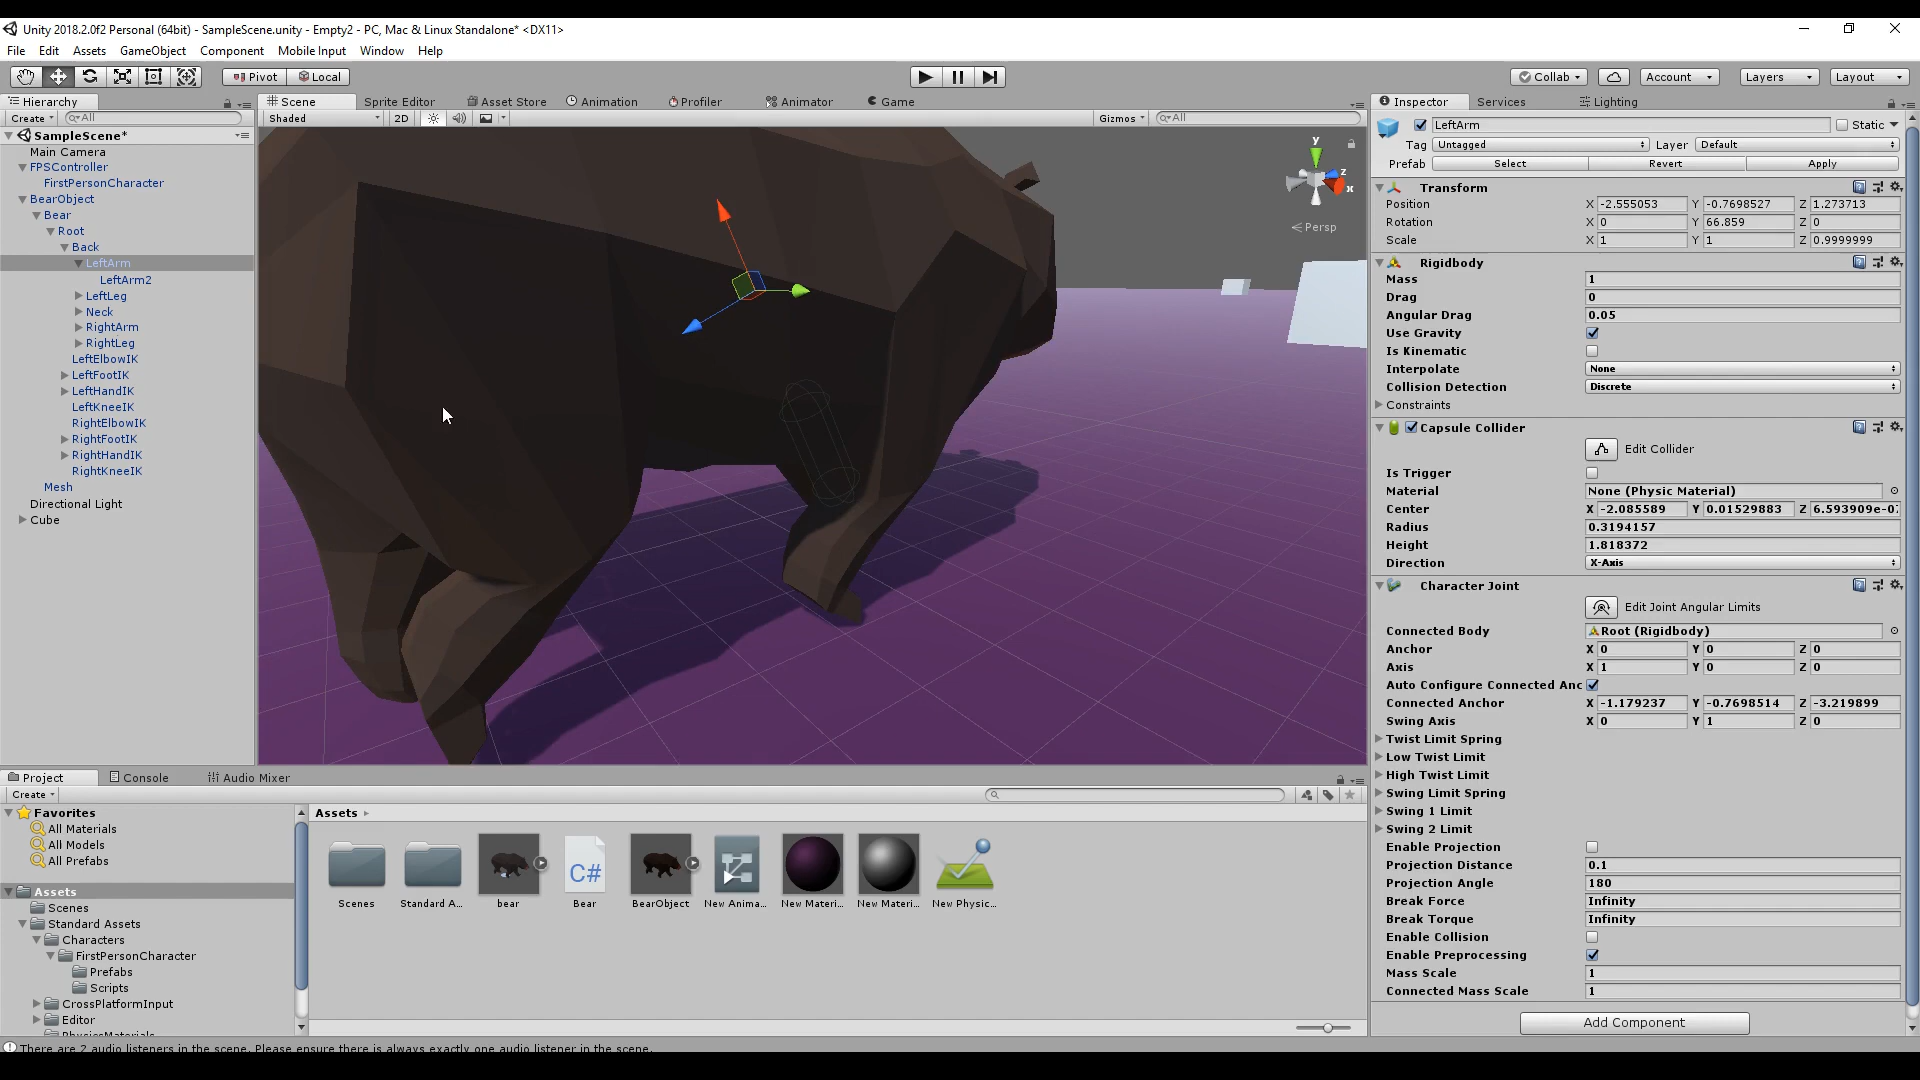 Unity 2018.2.0f2 Personal (64bit) - SampleScene.unity - Empty2 - PC, Mac & Linux Standalone* <DX11>
File Edit Assets GameObject Component Mobile Input Window Help
Pivot Local Collab Account Layers Layout
Hierarchy
Create All
SampleScene*
Main Camera
FPSController
FirstPersonCharacter
BearObject
Bear
Root
Back
LeftArm
LeftArm2
LeftLeg
Neck
RightArm
RightLeg
LeftElbowIK
LeftFootIK
LeftHandIK
LeftKneeIK
RightElbowIK
RightFootIK
RightHandIK
RightKneeIK
Mesh
Directional Light
Cube
Scene Sprite Editor Asset Store Animation Profiler Animator Game
Shaded 2D Gizmos All
y
z
x
Persp
Inspector Services Lighting
LeftArm Static
Tag Untagged Layer Default
Prefab Select Revert Apply
Transform
Position X -2.555053 Y -0.7698527 Z 1.273713
Rotation X 0 Y 66.859 Z 0
Scale X 1 Y 1 Z 0.9999999
Rigidbody
Mass 1
Drag 0
Angular Drag 0.05
Use Gravity
Is Kinematic
Interpolate None
Collision Detection Discrete
Constraints
Capsule Collider
Edit Collider
Is Trigger
Material None (Physic Material)
Center X -2.085589 Y 0.01529883 Z 6.593909e-0
Radius 0.3194157
Height 1.818372
Direction X-Axis
Character Joint
Edit Joint Angular Limits
Connected Body Root (Rigidbody)
Anchor X 0 Y 0 Z 0
Axis X 1 Y 0 Z 0
Auto Configure Connected Anc
Connected Anchor X -1.179237 Y -0.7698514 Z -3.219899
Swing Axis X 0 Y 1 Z 0
Twist Limit Spring
Low Twist Limit
High Twist Limit
Swing Limit Spring
Swing 1 Limit
Swing 2 Limit
Enable Projection
Projection Distance 0.1
Projection Angle 180
Break Force Infinity
Break Torque Infinity
Enable Collision
Enable Preprocessing
Mass Scale 1
Connected Mass Scale 1
Add Component
Project Console Audio Mixer
Create
Favorites
All Materials
All Models
All Prefabs
Assets
Scenes
Standard Assets
Characters
FirstPersonCharacter
Prefabs
Scripts
CrossPlatformInput
Editor
PhysicsMaterials
Assets
C#
Scenes Standard A... bear Bear BearObject New Anima... New Materi... New Materi... New Physic...
There are 2 audio listeners in the scene. Please ensure there is always exactly one audio listener in the scene.